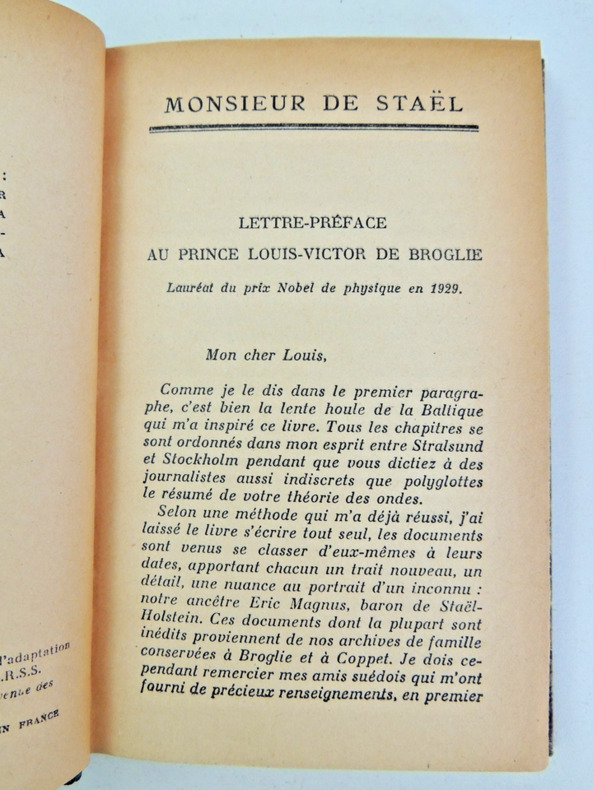 :
R
A
-
A
l'adaptation
.R.S.S.
venue des
IN FRANCE
MONSIEUR DE STAËL
LETTRE-PRÉFACE
AU PRINCE LOUIS-VICTOR DE BROGLIE
Lauréat du prix Nobel de physique en 1929.
Mon cher Louis,
Comme je le dis dans le premier paragra-
phe, c'est bien la lente houle de la Baltique
qui m'a inspiré ce livre. Tous les chapitres se
sont ordonnés dans mon esprit entre Stralsund
et Stockholm pendant que vous dictiez à des
journalistes aussi indiscrets que polyglottes
le résumé de votre théorie des ondes.
Selon une méthode qui m'a déjà réussi, j'ai
laissé le livre s'écrire tout seul, les documents
sont venus se classer d'eux-mêmes à leurs
dates, apportant chacun un trait nouveau, un
détail, une nuance au portrait d'un inconnu :
notre ancêtre Eric Magnus, baron de Staël-
Holstein. Ces documents dont la plupart sont
inédits proviennent de nos archives de famille
conservées à Broglie et à Coppet. Je dois ce-
pendant remercier mes amis suédois qui m'ont
fourni de précieux renseignements, en premier